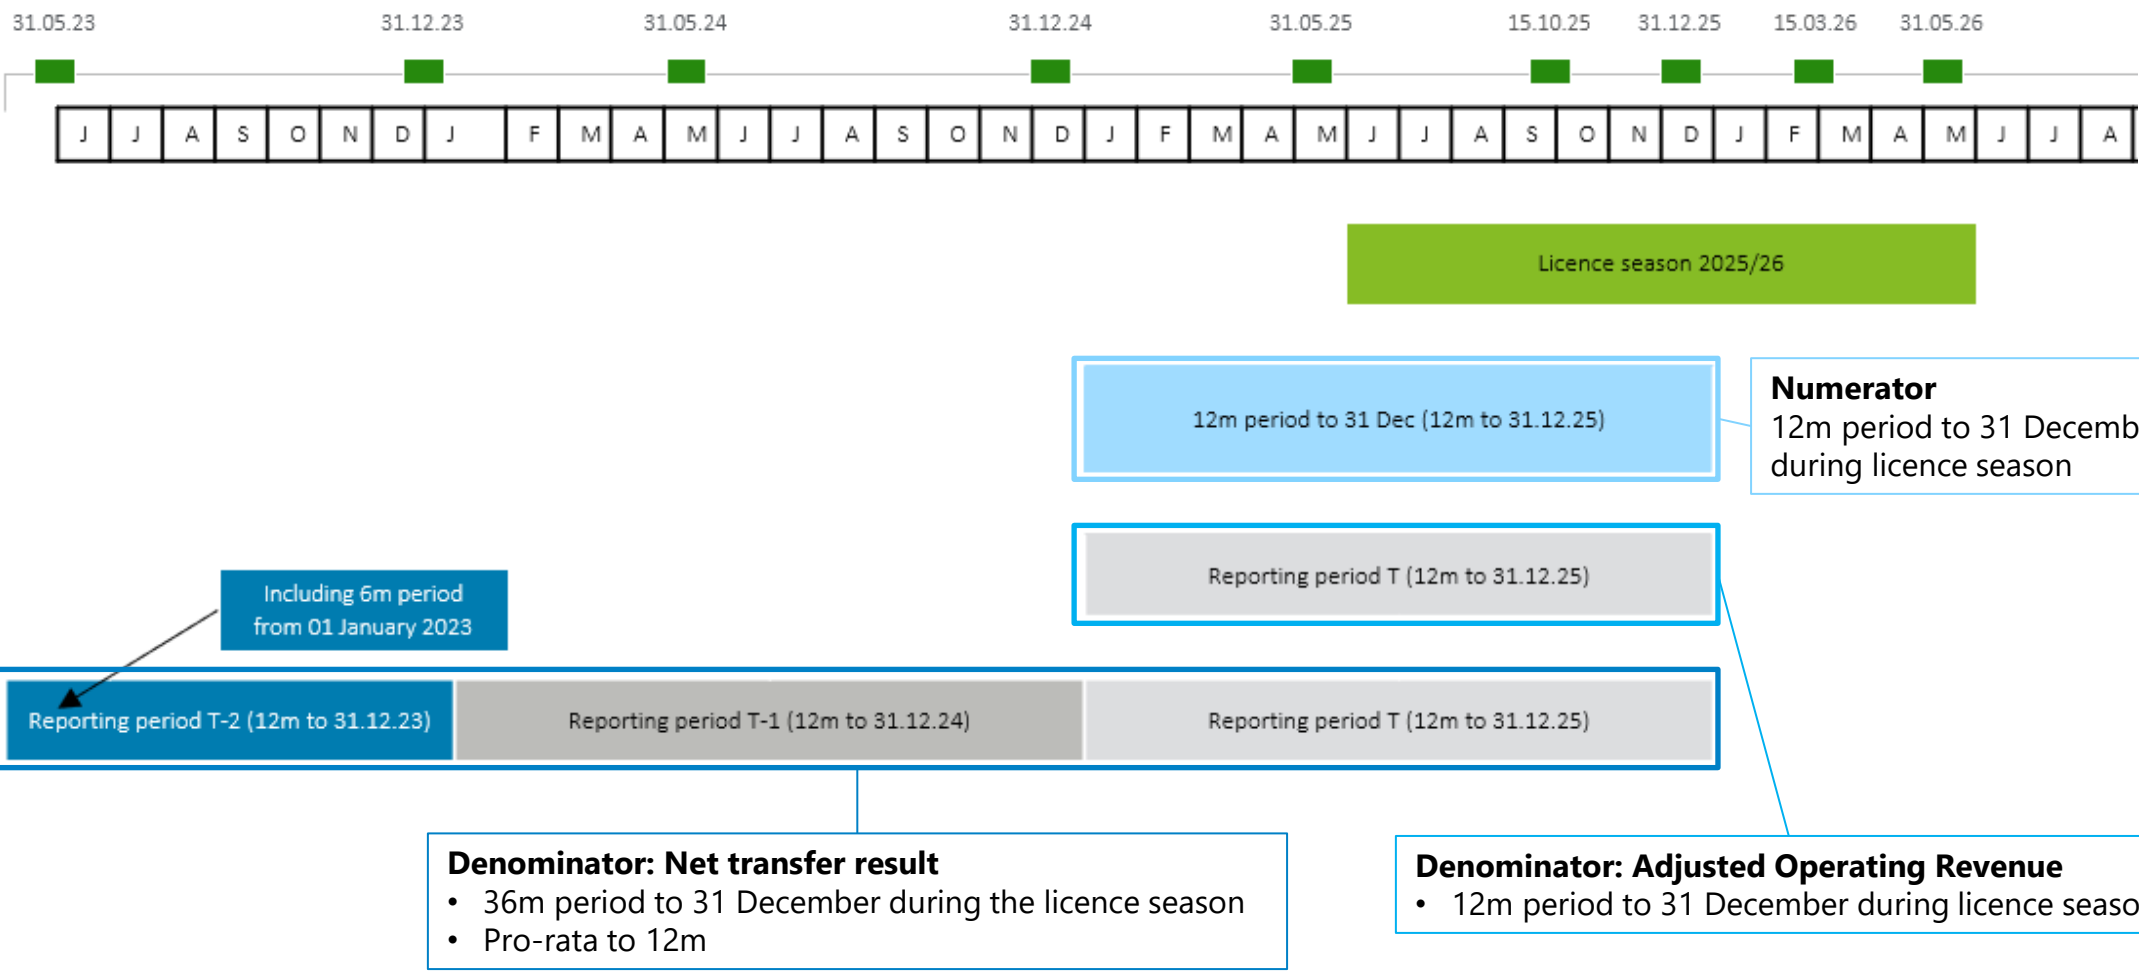 31.05.23 31.12.23 31.05.24 31.12.24 31.05.25 15.10.25 31.12.25 15.03.26 31.05.26
J J A S O N D J F M A M J J A S O N D J F M A M J J A S O N D J F M A M J J A
Licence season 2025/26
12m period to 31 Dec (12m to 31.12.25)
Numerator
12m period to 31 Decemb
during licence season
Reporting period T (12m to 31.12.25)
Including 6m period
from 01 January 2023
Reporting period T-2 (12m to 31.12.23) Reporting period T-1 (12m to 31.12.24) Reporting period T (12m to 31.12.25)
Denominator: Net transfer result
• 36m period to 31 December during the licence season
• Pro-rata to 12m
Denominator: Adjusted Operating Revenue
• 12m period to 31 December during licence seaso